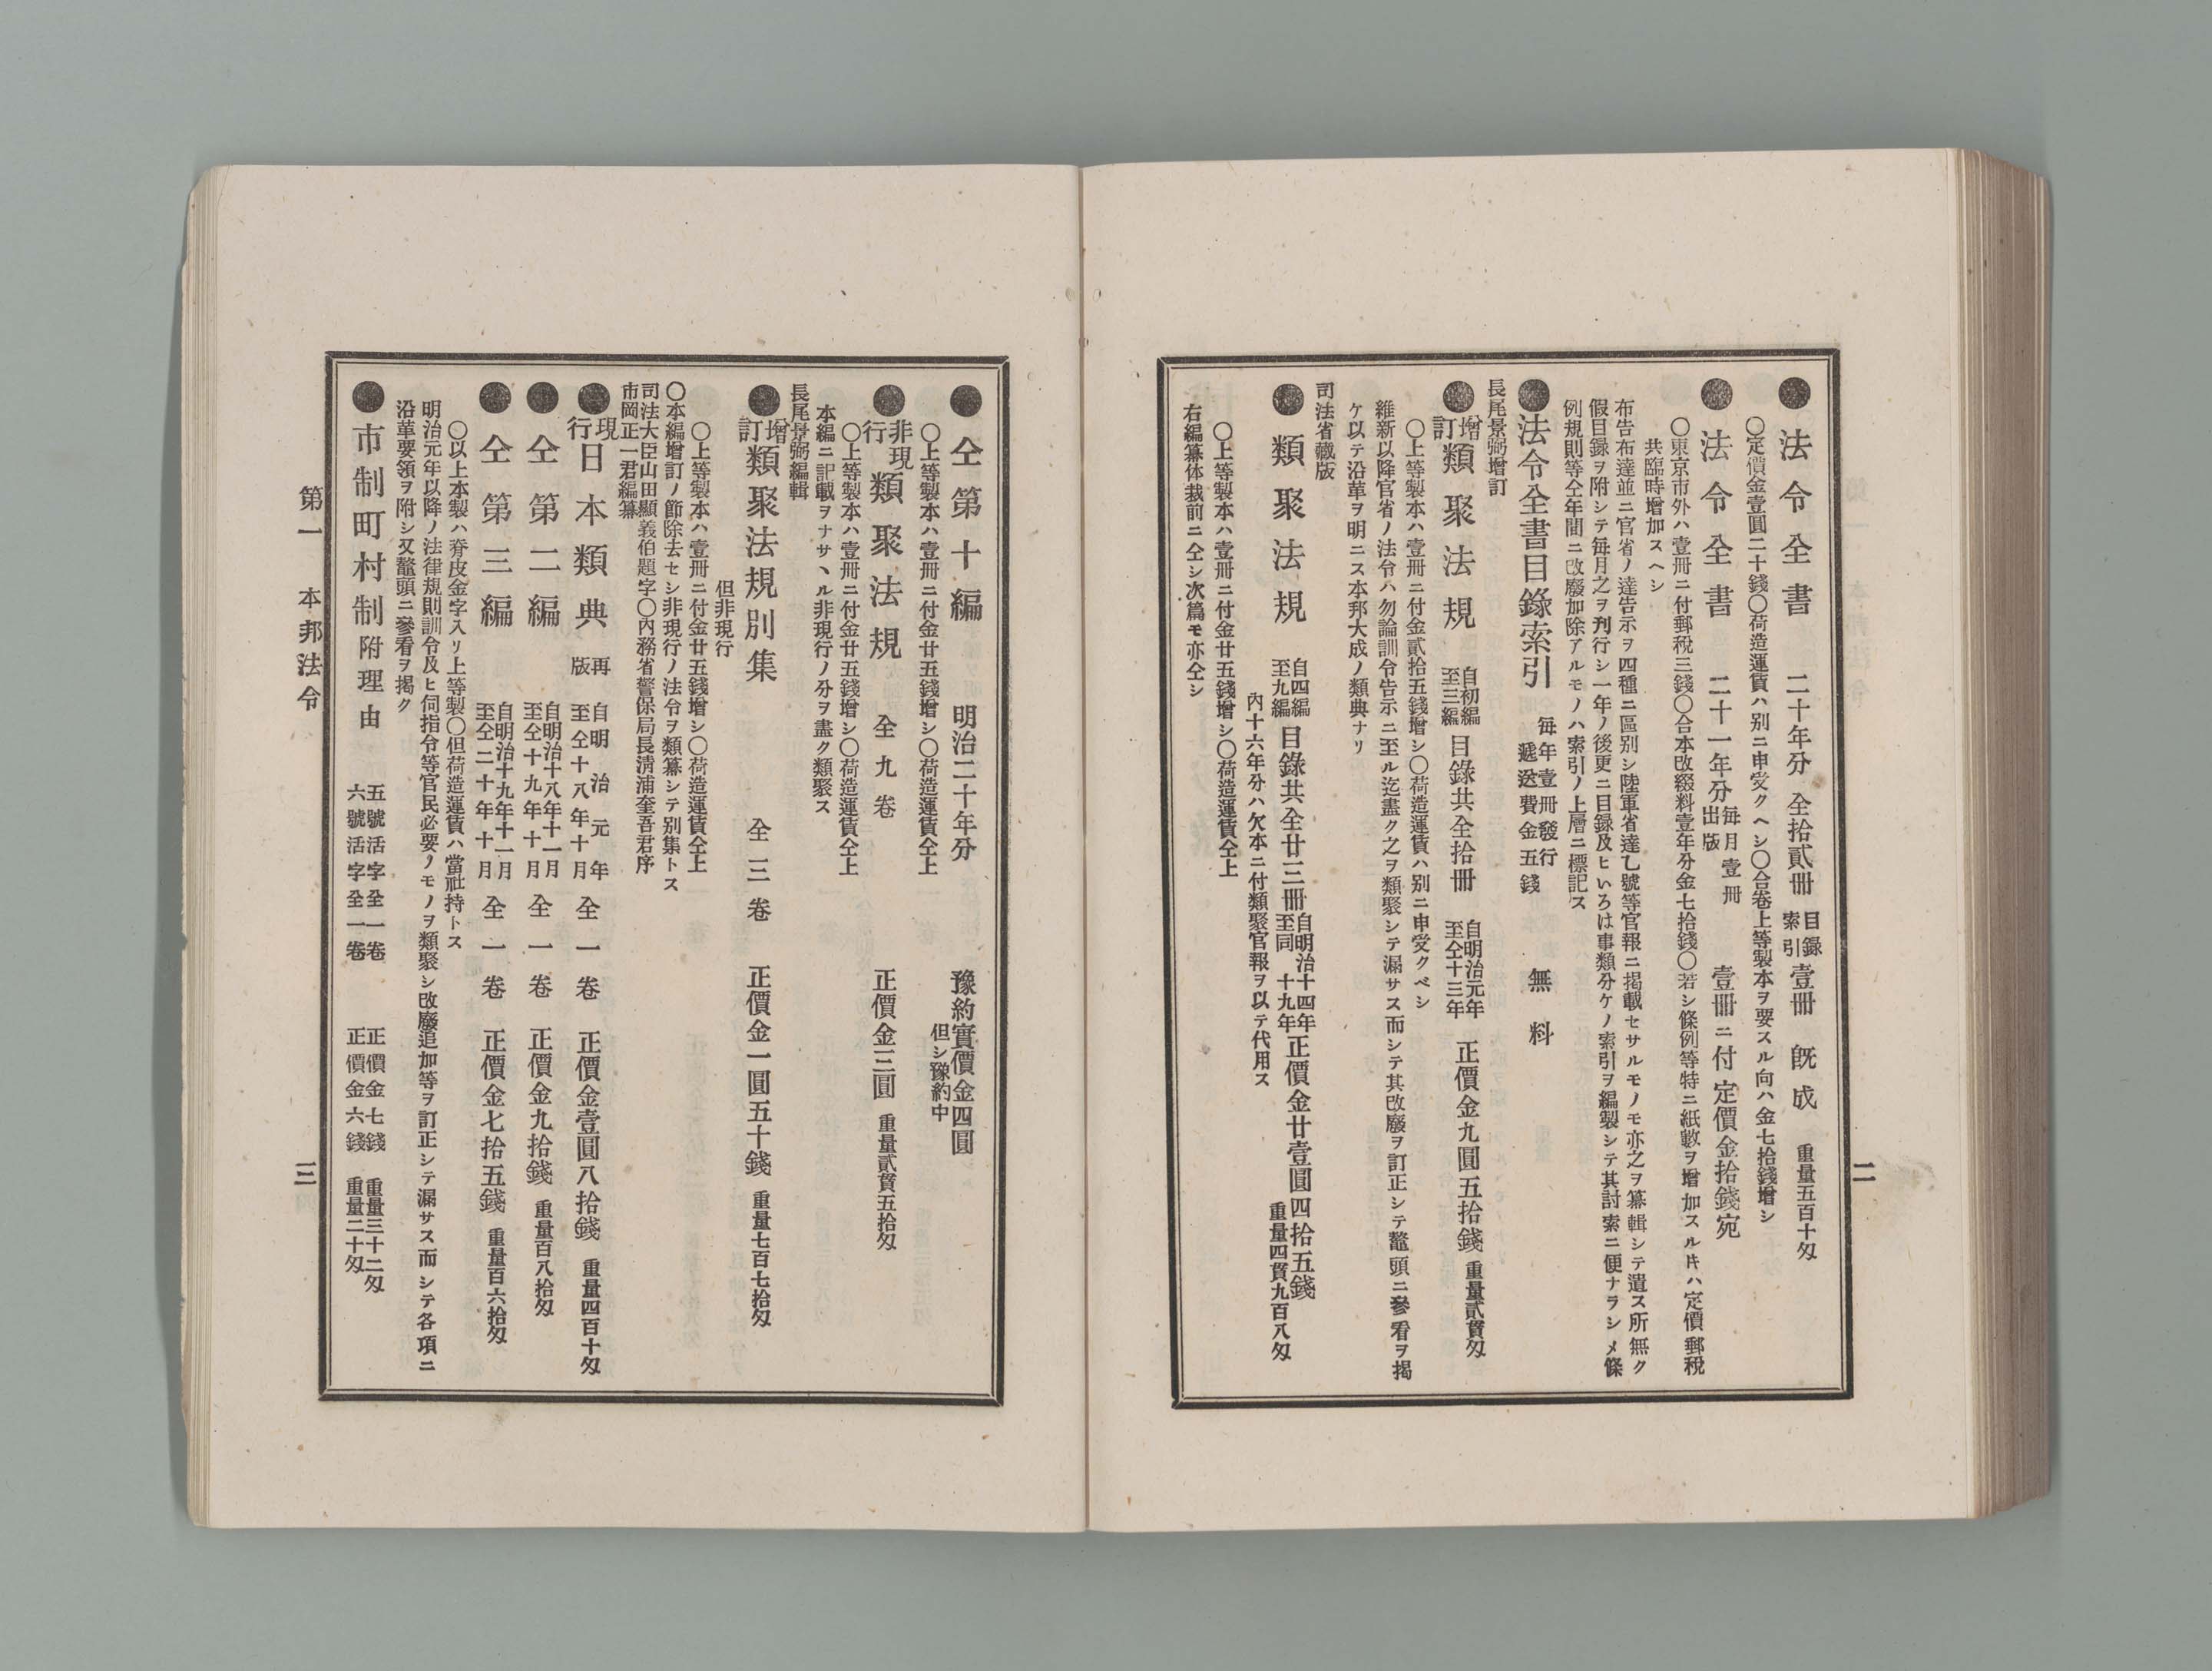 二
●法令全書 二十年分 全拾貳冊 目錄索引壹冊 既成 重量五百十匁
○定價金壹圓二十錢○荷造運賃ハ別ニ申受クヘシ○合卷上等製本ヲ要スル向ハ金七拾錢增シ
●法令全書 二十一年分 每月出版 壹冊 壹冊ニ付定價金拾錢宛
○東京市外ハ壹冊ニ付郵稅三錢○合本改綴料壹年分金七拾錢○若シ條例等特ニ紙數ヲ增加スルヿハ定價郵稅
共臨時增加スヘシ
布告布達並ニ官省ノ達告示ヲ四種ニ區別シ陸軍省達乙號等官報ニ揭載セサルモノモ亦之ヲ纂輯シテ遺ス所無ク
假目錄ヲ附シテ每月之ヲ刊行シ一年ノ後更ニ目錄及ヒいろは事類分ケノ索引ヲ編製シテ其討索ニ便ナラシメ條
例規則等仝年間ニ改廢加除アルモノハ索引ノ上層ニ標記ス
●法令全書目錄索引 每年壹冊發行 遞送費金五錢 無料
長尾景弼增訂
●增訂類聚法規 自初編至三編 目錄共全拾冊 自明治元年至仝十三年 正價金九圓五拾錢 重量貳貫匁
○上等製本ハ壹冊ニ付金貳拾五錢增シ○荷造運賃ハ別ニ申受クベシ
維新以降官省ノ法令ハ勿論訓令告示ニ至ル迄盡ク之ヲ類聚シテ漏サス而シテ其改廢ヲ訂正シテ鼇頭ニ參看ヲ揭
ケ以テ沿革ヲ明ニス本邦大成ノ類典ナリ
司法省藏版
●類聚法規 自四編至九編 目錄共全廿三冊 自明治十四年至同十九年 正價金廿壹圓四拾五錢 重量四貫九百八匁
內十六年分ハ欠本ニ付類聚官報ヲ以テ代用ス
○上等製本ハ壹冊ニ付金廿五錢增シ○荷造運賃仝上
右編纂体裁前ニ仝シ次篇モ亦仝シ
●仝第十編 明治二十年分 豫約實價金四圓 但シ豫約中
○上等製本ハ壹冊ニ付金廿五錢增シ○荷造運賃仝上
●非現行類聚法規 全九卷 正價金三圓 重量貳貫五拾匁
○上等製本ハ壹冊ニ付金廿五錢增シ○荷造運賃仝上
本編ニ記載ヲナサヽル非現行ノ分ヲ盡ク類聚ス
長尾景弼編輯
●增訂類聚法規別集 全三卷 正價金一圓五十錢 重量七百七拾匁
但非現行
○上等製本ハ壹冊ニ付金廿五錢增シ○荷造運賃仝上
○本編增訂ノ節除去セシ非現行ノ法令ヲ類纂シテ別集トス
司法大臣山田顯義伯題字○內務省警保局長淸浦奎吾君序
市岡正一君編纂
●現行日本類典 再版 自明治元年至仝十八年十月 全一卷 正價金壹圓八拾錢 重量四百十匁
●仝第二編 自明治十八年十一月至仝十九年十月 全一卷 正價金九拾錢 重量百八拾匁
●仝第三編 自明治十九年十一月至仝二十年十月 全一卷 正價金七拾五錢 重量百六拾匁
○以上本製ハ脊皮金字入リ上等製○但荷造運賃ハ當社持トス
明治元年以降ノ法律規則訓令及ヒ伺指令等官民必要ノモノヲ類聚シ改廢追加等ヲ訂正シテ漏サス而シテ各項ニ
沿革要領ヲ附シ又鼇頭ニ參看ヲ揭ク
●市制町村制附理由 五號活字全一卷 正價金七錢 重量三十二匁
六號活字全一卷 正價金六錢 重量二十匁
第一 本邦法令 三